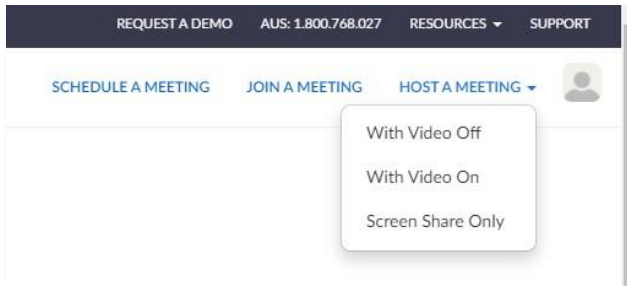 REQUEST A DEMO AUS: 1.800.768.027 RESOURCES SUPPORT
SCHEDULE A MEETING JOIN A MEETING HOST A MEETING
With Video Off
With Video On
Screen Share Only